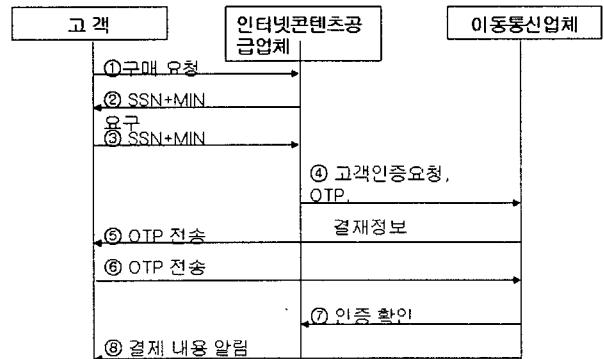 고 객
인터넷콘텐츠공
급업체
이동통신업체
①구매 요청
② SSN+MIN
요구
③ SSN+MIN
④ 고객인증요청,
OTP,
결재정보
⑤ OTP 전송
⑥ OTP 전송
⑦ 인증 확인
⑧ 결제 내용 알림